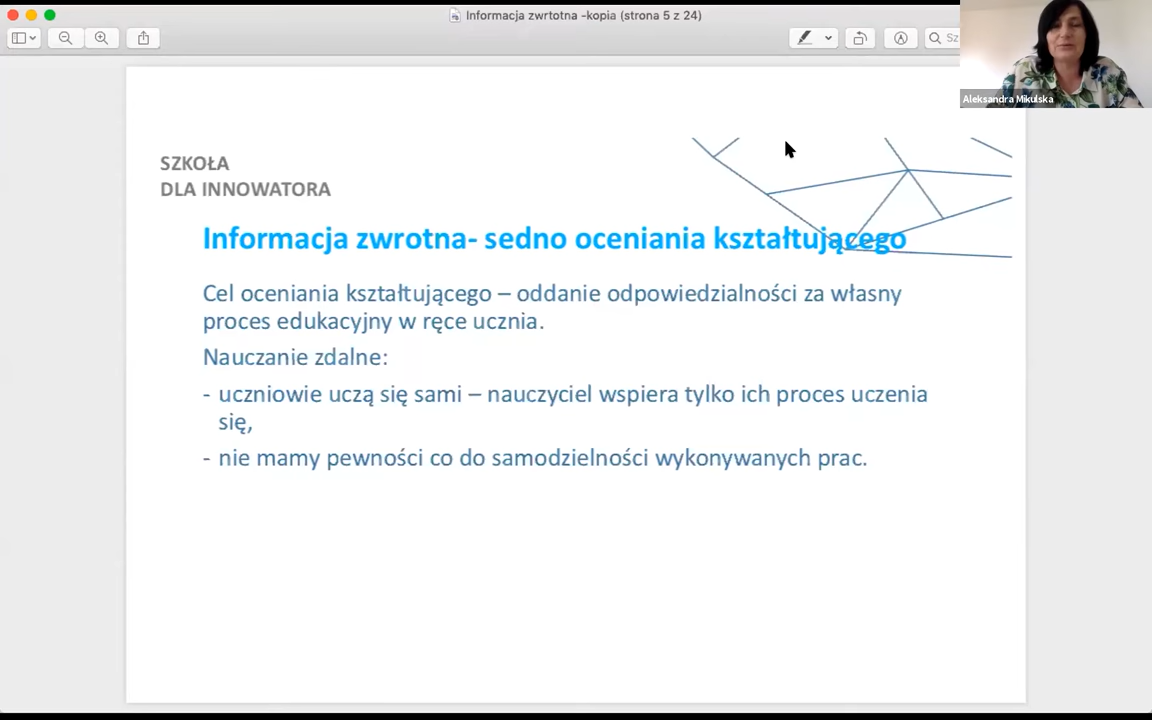 Informacja zwrtotna -kopia (strona 5 z 24)
Sz
Aleksandra Mikulska
SZKOŁA
DLA INNOWATORA
Informacja zwrotna- sedno oceniania kształtującego
Cel oceniania kształtującego – oddanie odpowiedzialności za własny
proces edukacyjny w ręce ucznia.
Nauczanie zdalne:
- uczniowie uczą się sami – nauczyciel wspiera tylko ich proces uczenia
się,
- nie mamy pewności co do samodzielności wykonywanych prac.